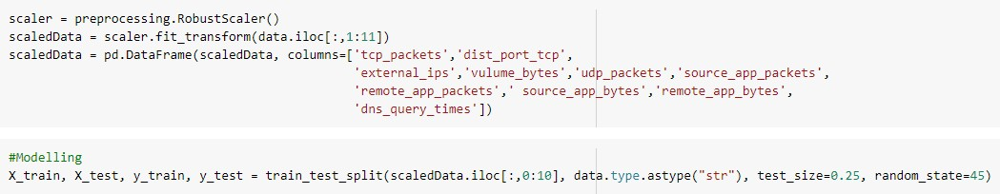 scaler = preprocessing.RobustScaler()
scaledData = scaler.fit_transform(data.iloc[:,1:11])
scaledData = pd.DataFrame(scaledData, columns=['tcp_packets','dist_port_tcp',
'external_ips','vulume_bytes','udp_packets','source_app_packets',
'remote_app_packets',' source_app_bytes','remote_app_bytes',
'dns_query_times'])
#Modelling
X_train, X_test, y_train, y_test = train_test_split(scaledData.iloc[:,0:10], data.type.astype("str"), test_size=0.25, random_state=45)